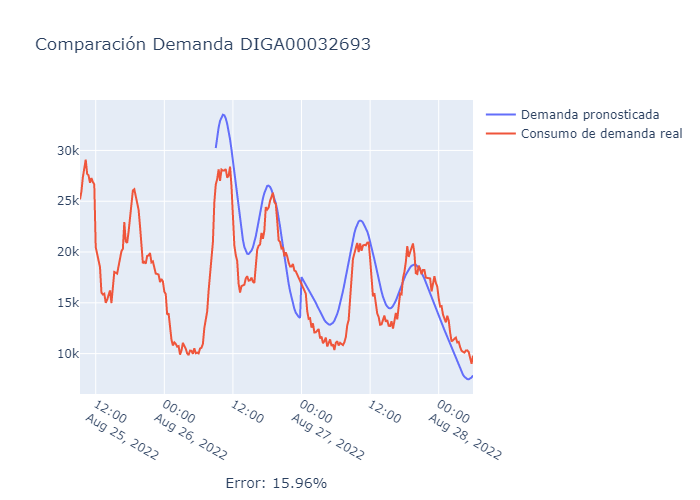 Comparación Demanda DIGA00032693
Demanda pronosticada
Consumo de demanda real
30k
25k
20k
15k
10k
12:00
Aug 25, 2022
00:00
Aug 26, 2022
12:00
00:00
Aug 27, 2022
12:00
00:00
Aug 28, 2022
Error: 15.96%